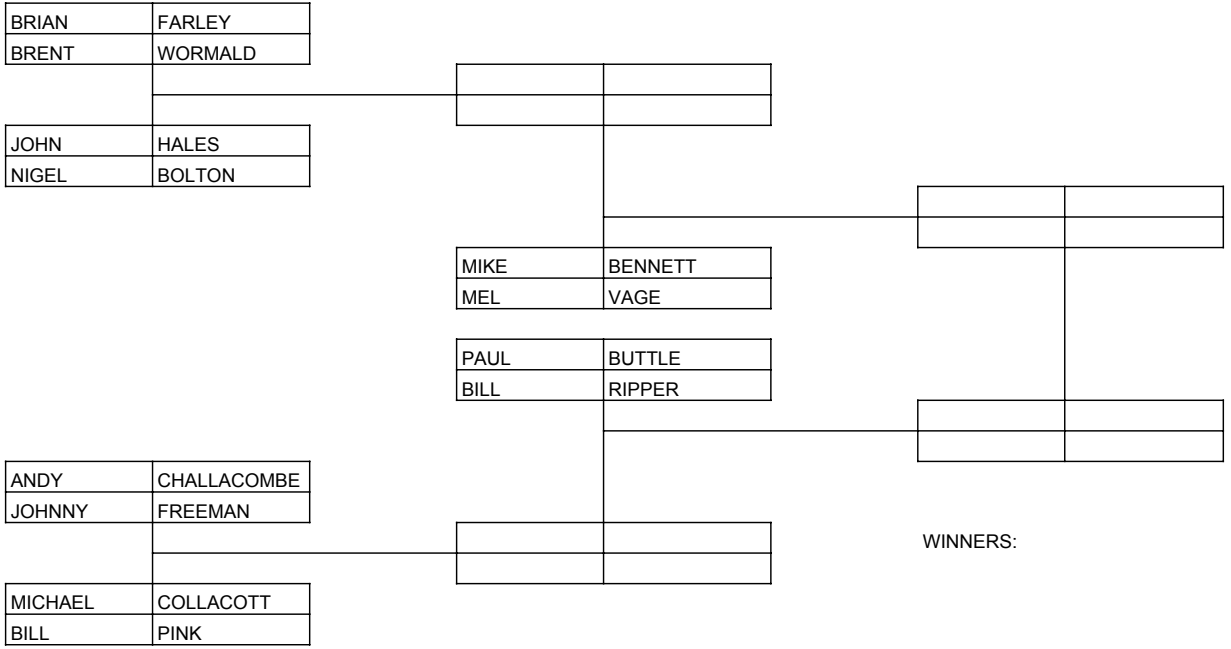 BRIAN FARLEY
BRENT WORMALD
JOHN HALES
NIGEL BOLTON
MIKE BENNETT
MEL VAGE
PAUL BUTTLE
BILL RIPPER
ANDY CHALLACOMBE
JOHNNY FREEMAN
WINNERS:
MICHAEL COLLACOTT
BILL PINK